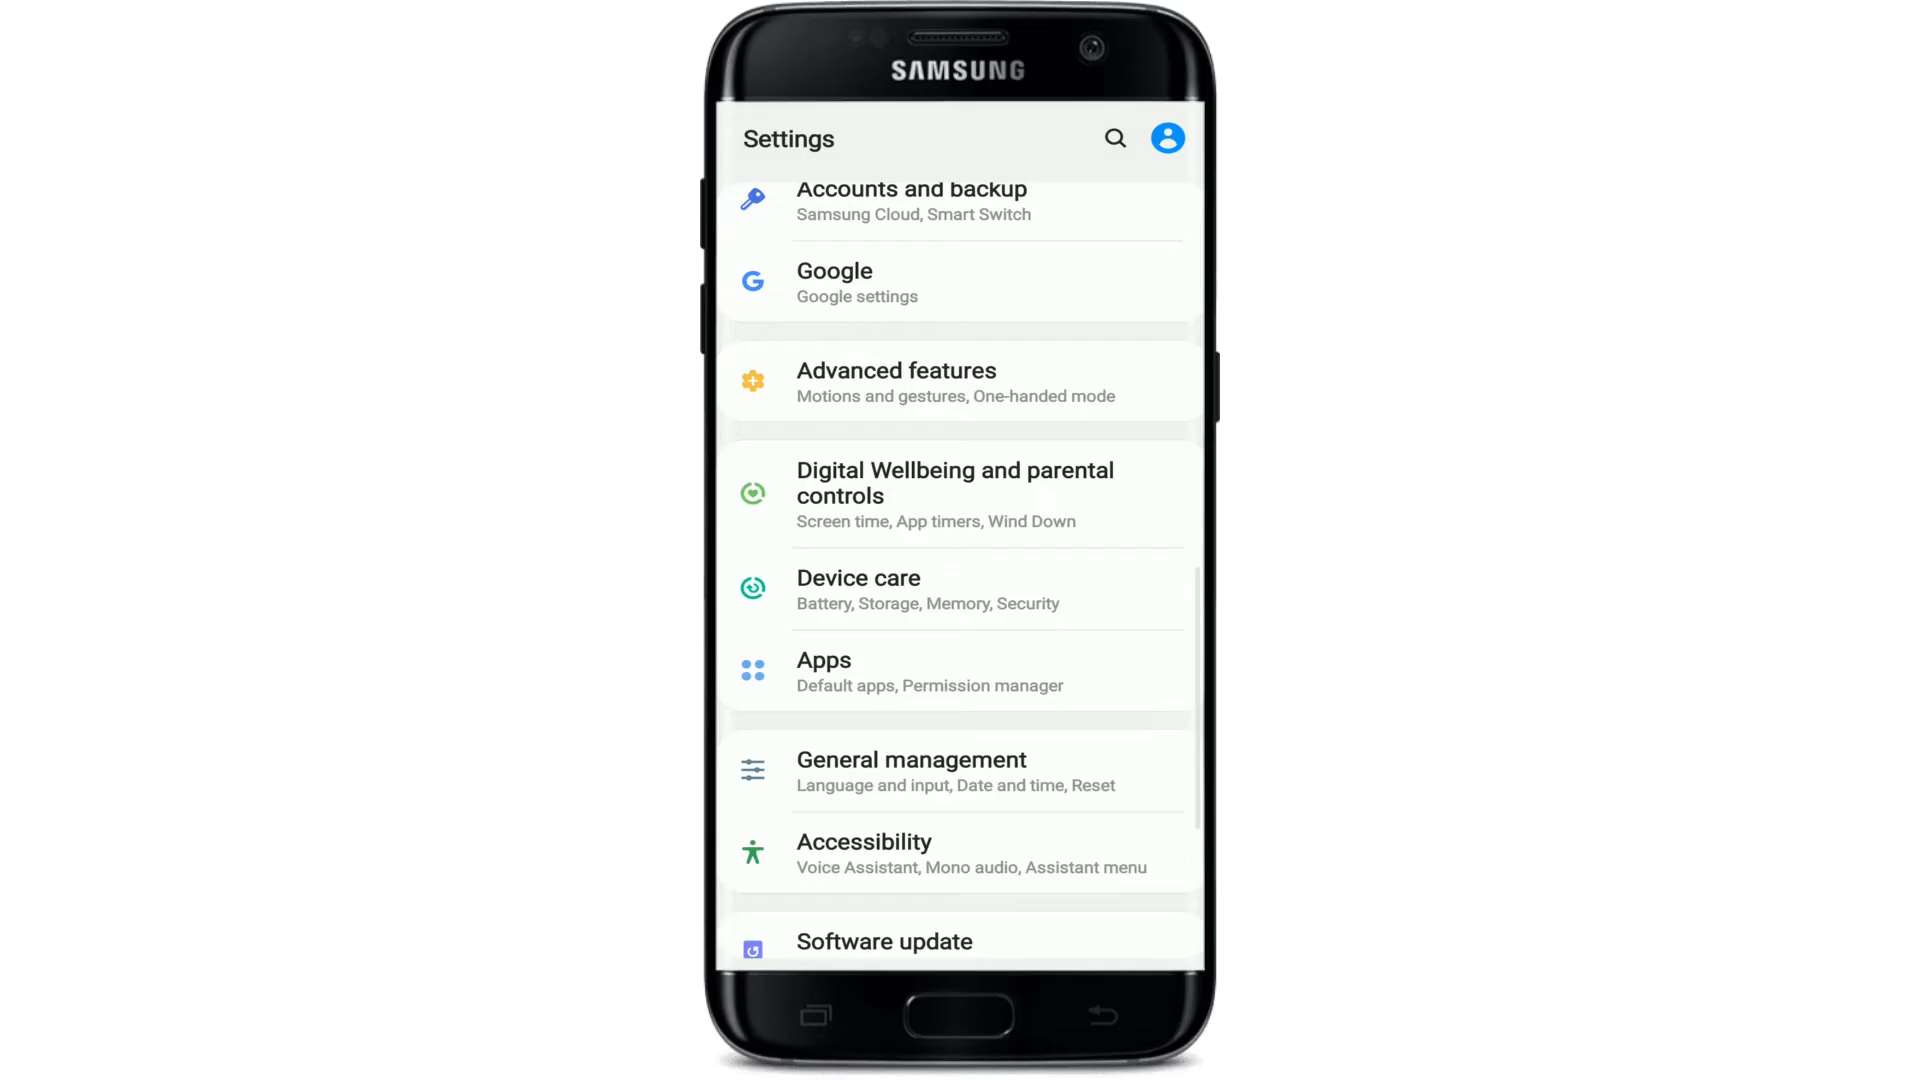 SAMSUNG
Settings
Accounts and backup
Samsung Cloud, Smart Switch
Google
Google settings
Advanced features
Motions and gestures, One-handed mode
Digital Wellbeing and parental
controls
Screen time, App timers, Wind Down
Device care
Battery, Storage, Memory, Security
Apps
Default apps, Permission manager
General management
Language and input, Date and time, Reset
Accessibility
Voice Assistant, Mono audio, Assistant menu
Software update